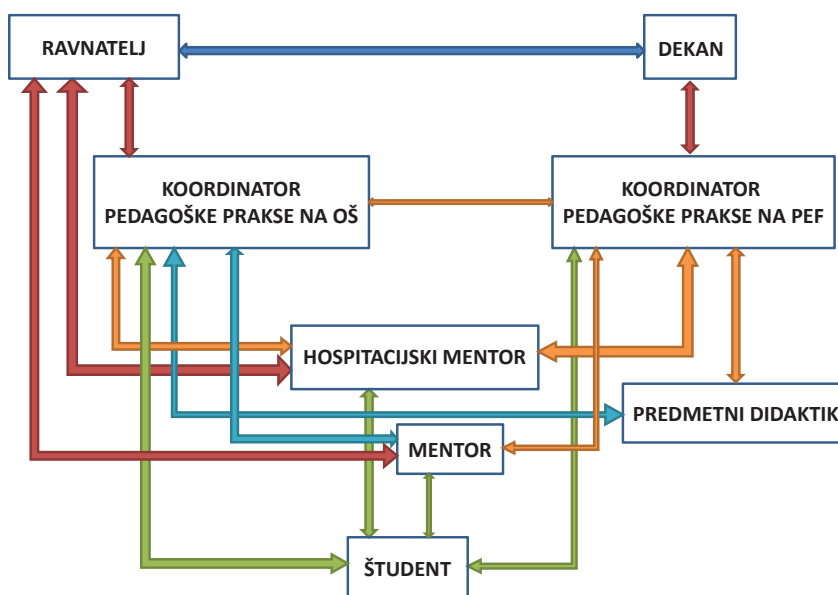 RAVNATELJ
DEKAN
KOORDINATOR
PEDAGOŠKE PRAKSE NA OŠ
KOORDINATOR
PEDAGOŠKE PRAKSE NA PEF
HOSPITACIJSKI MENTOR
PREDMETNI DIDAKTIK
MENTOR
ŠTUDENT